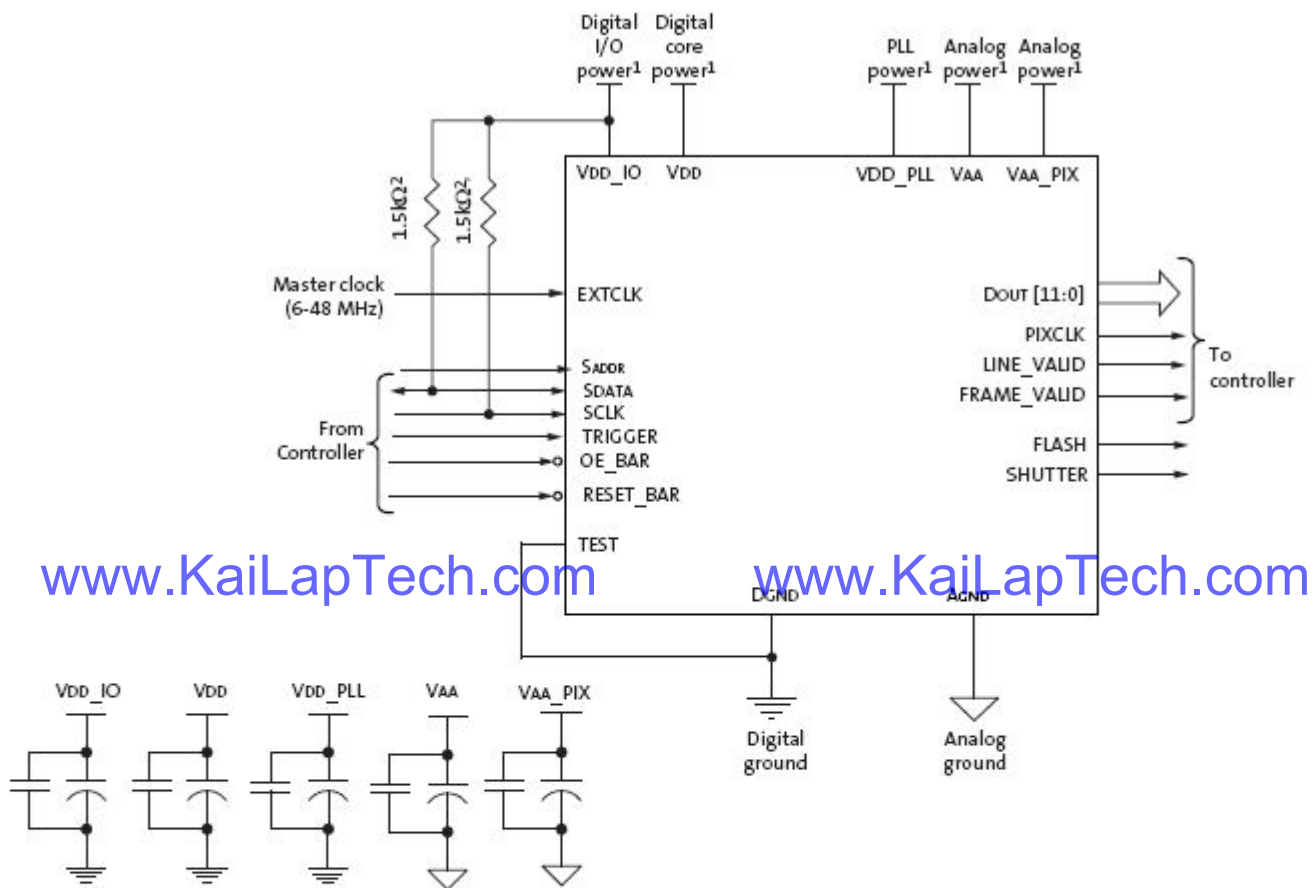 Digital I/O power1
Digital core power1
PLL power1
Analog power1
Analog power1
VDD_IO
VDD
VDD_PLL
VAA
VAA_PIX
1.5kΩ2
1.5kΩ2
Master clock (6-48 MHz)
EXTCLK
DOUT [11:0]
PIXCLK
LINE_VALID
FRAME_VALID
To controller
SADDR
SDATA
SCLK
TRIGGER
OE_BAR
RESET_BAR
From Controller
FLASH
SHUTTER
TEST
www.KaiLapTech.com
www.KaiLapTech.com
DGND
AGND
Digital ground
Analog ground
VDD_IO
VDD
VDD_PLL
VAA
VAA_PIX